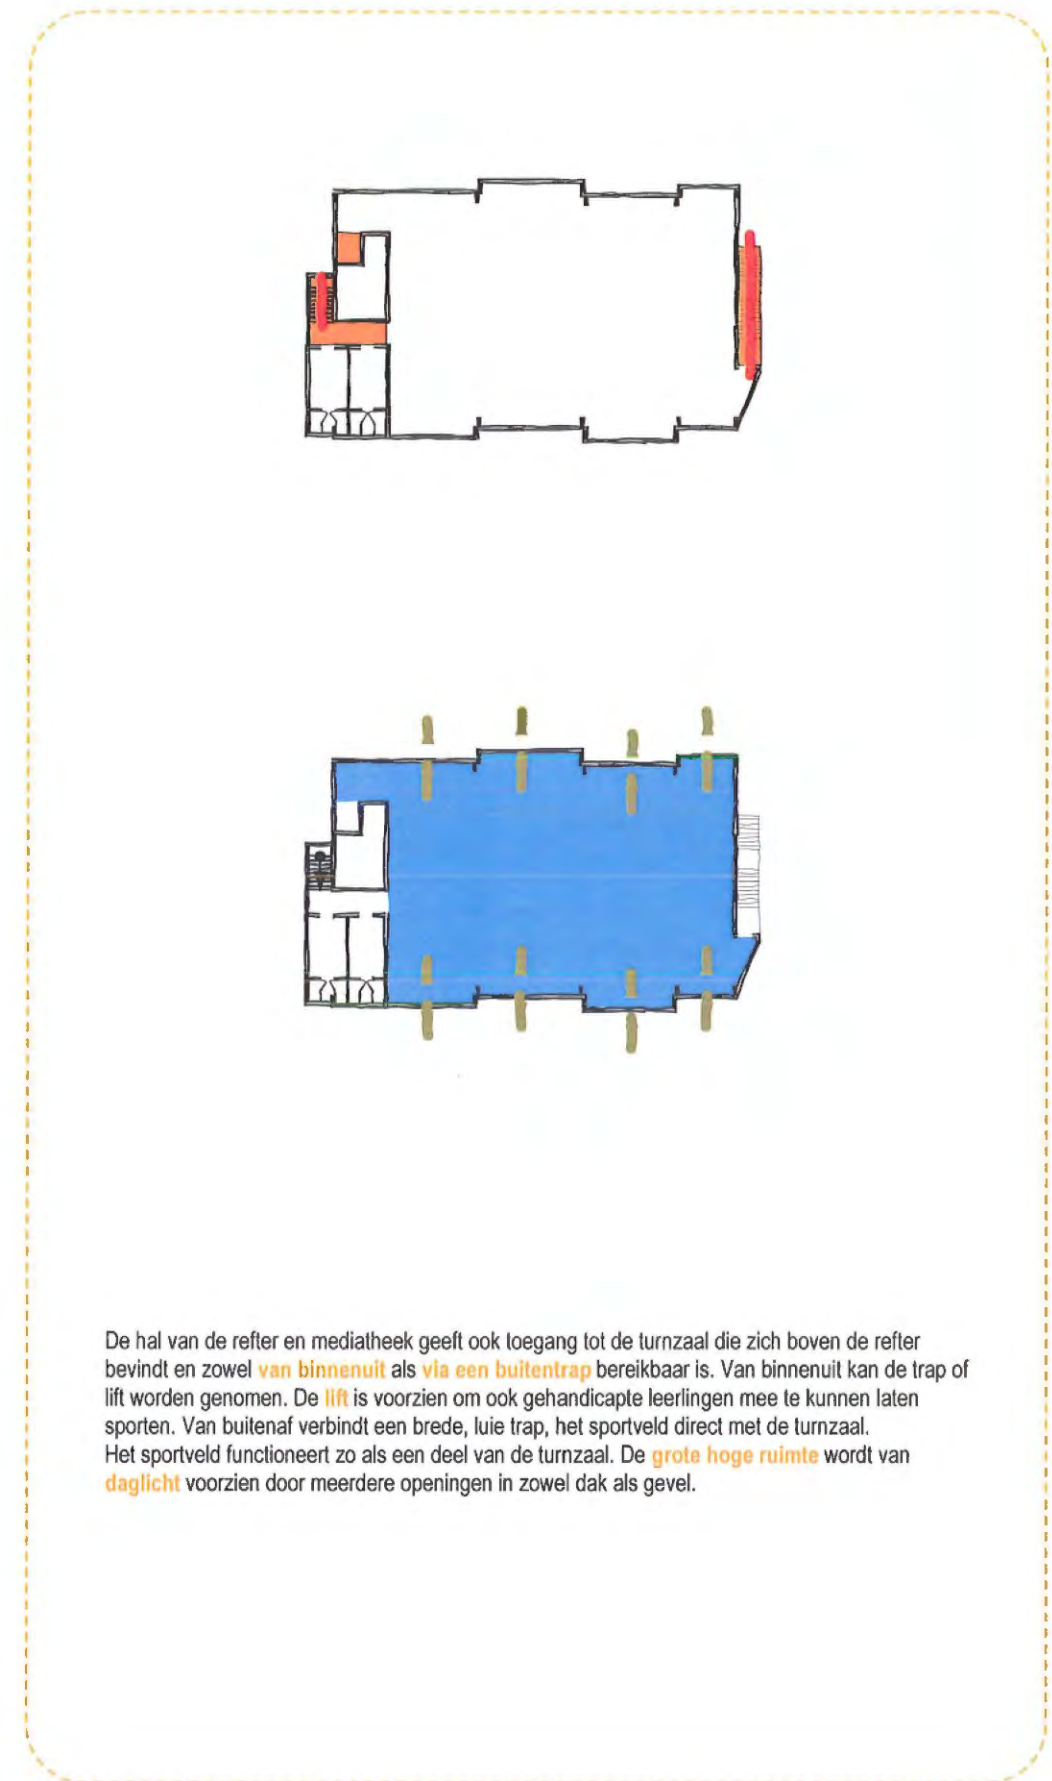 De hal van de refter en mediatheek geeft ook toegang tot de turnzaal die zich boven de refter
bevindt en zowel van binnenuit als via een buitentrap bereikbaar is. Van binnenuit kan de trap of
lift worden genomen. De lift is voorzien om ook gehandicapte leerlingen mee te kunnen laten
sporten. Van buitenaf verbindt een brede, luie trap, het sportveld direct met de turnzaal.
Het sportveld functioneert zo als een deel van de turnzaal. De grote hoge ruimte wordt van
daglicht voorzien door meerdere openingen in zowel dak als gevel.